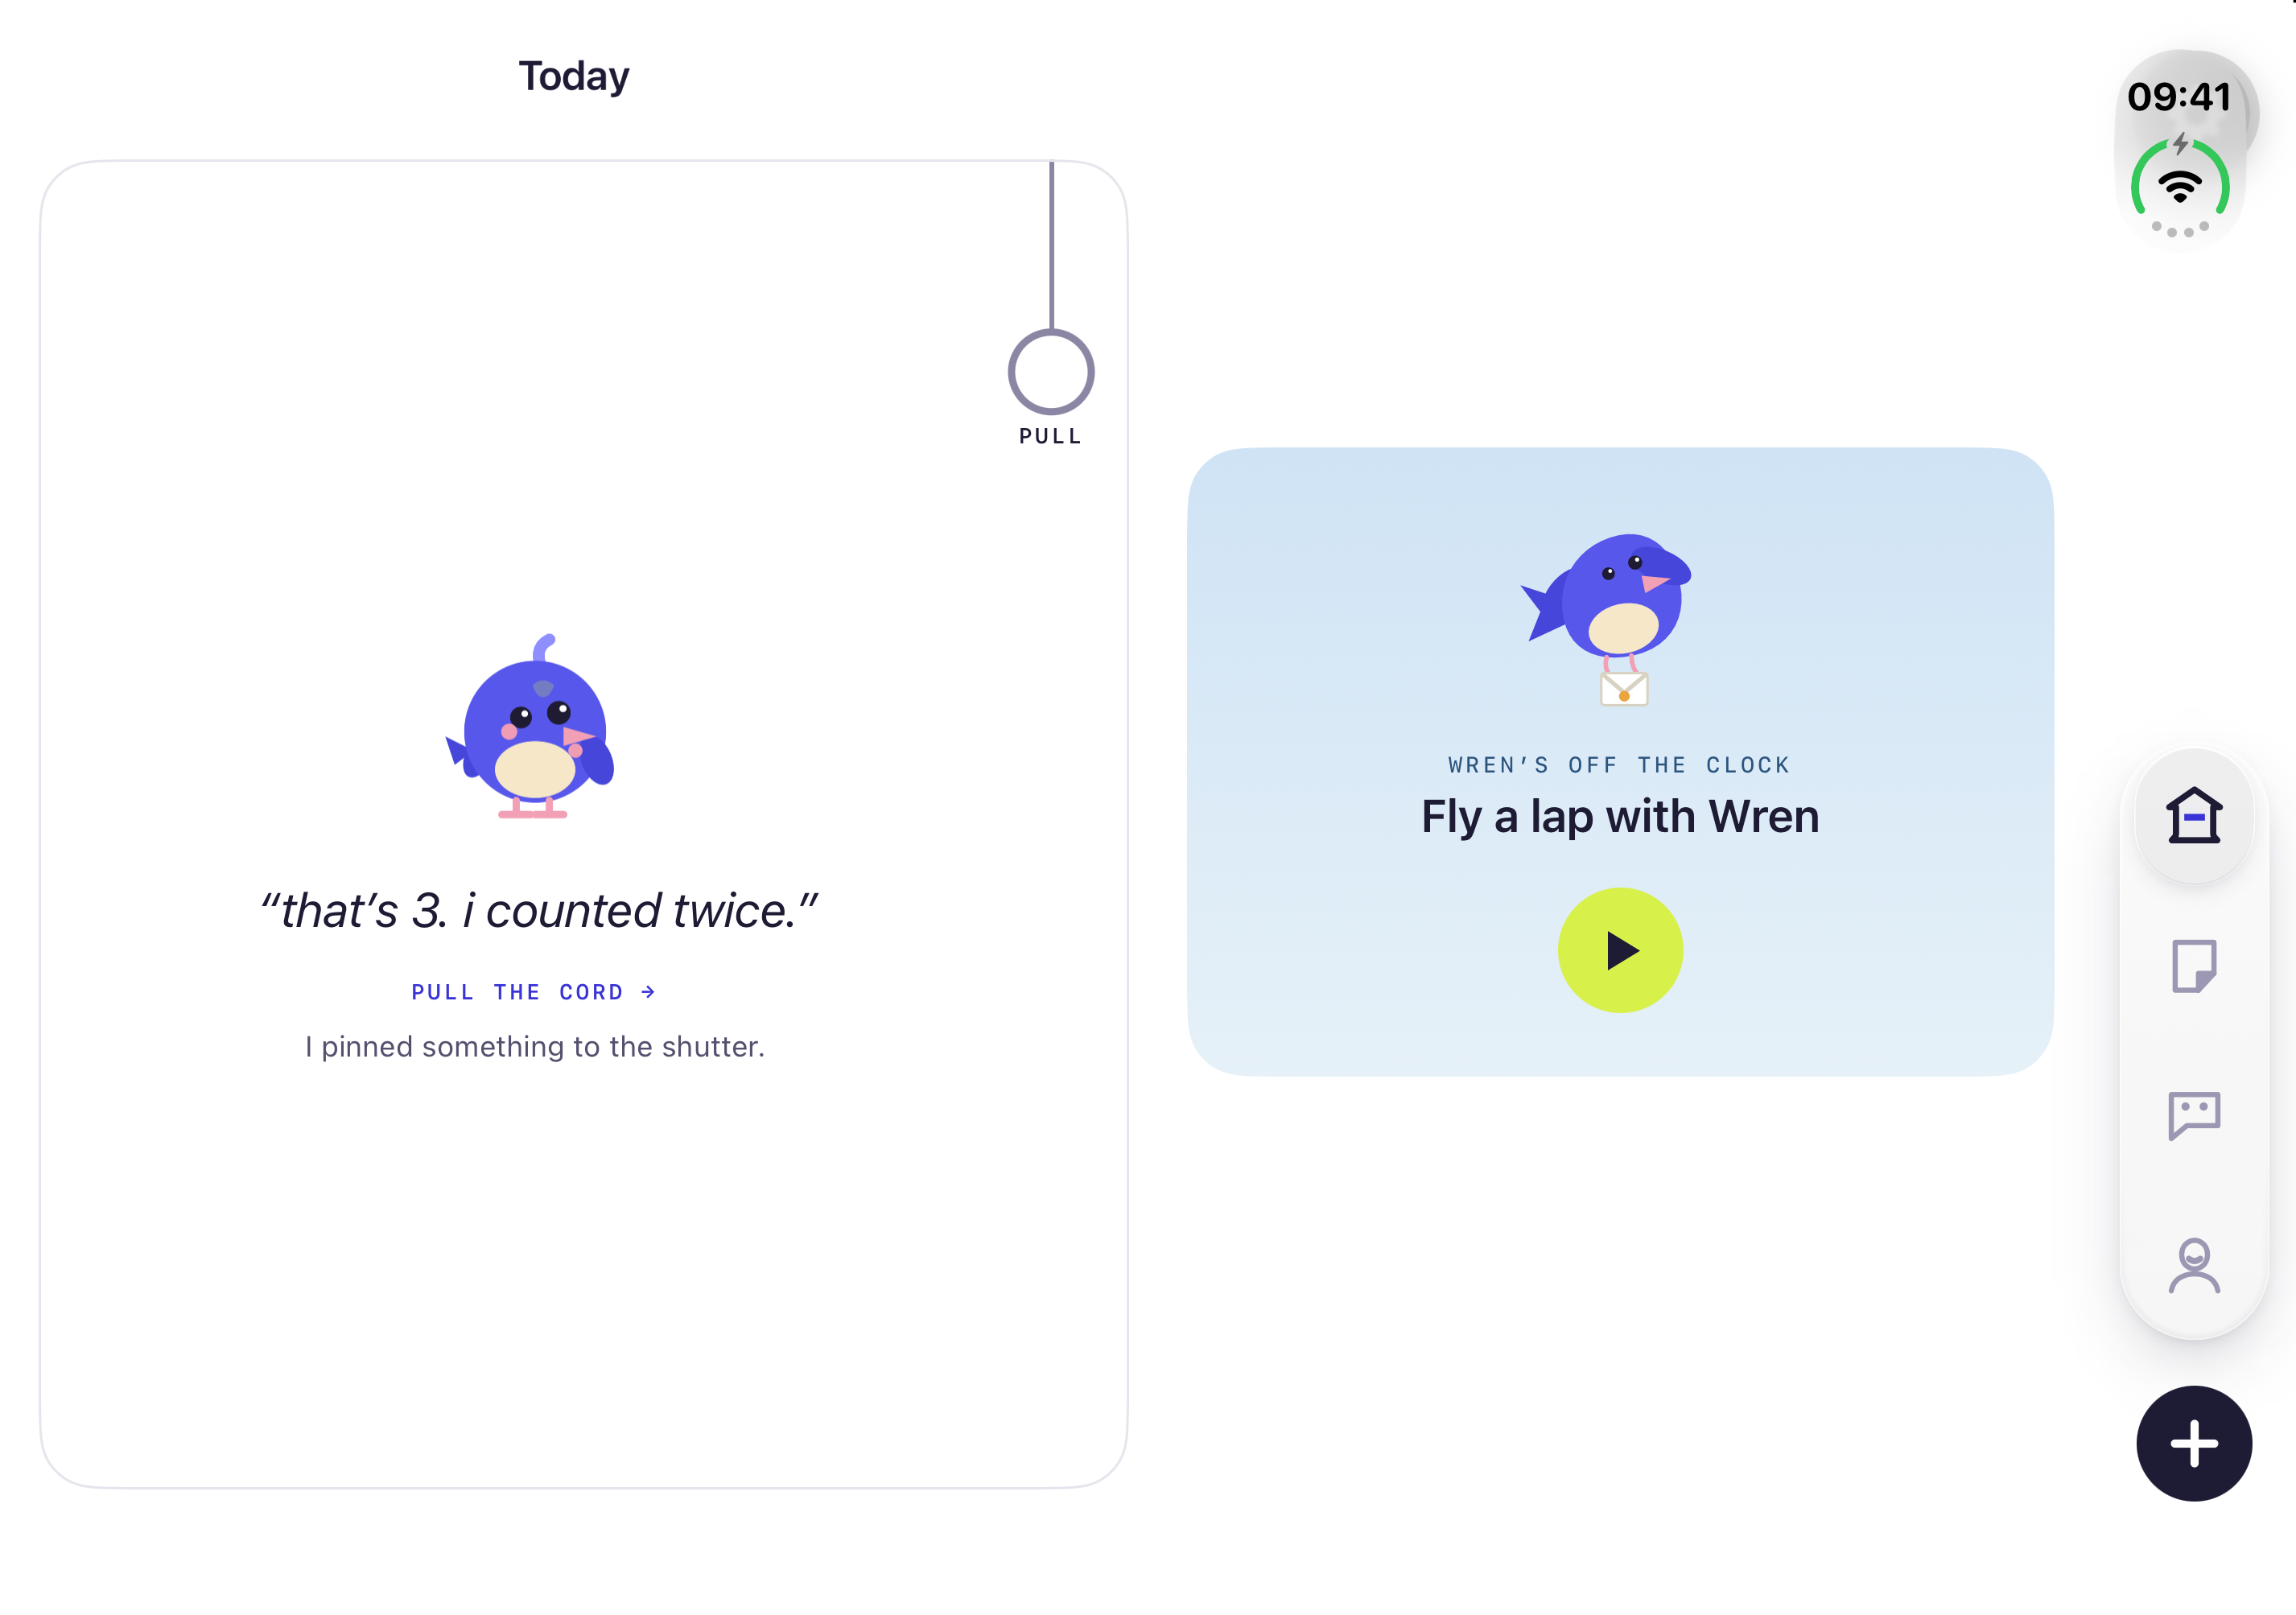 Today
09:41
PULL
“that’s 3. i counted twice.”
PULL THE CORD →
I pinned something to the shutter.
WREN’S OFF THE CLOCK
Fly a lap with Wren